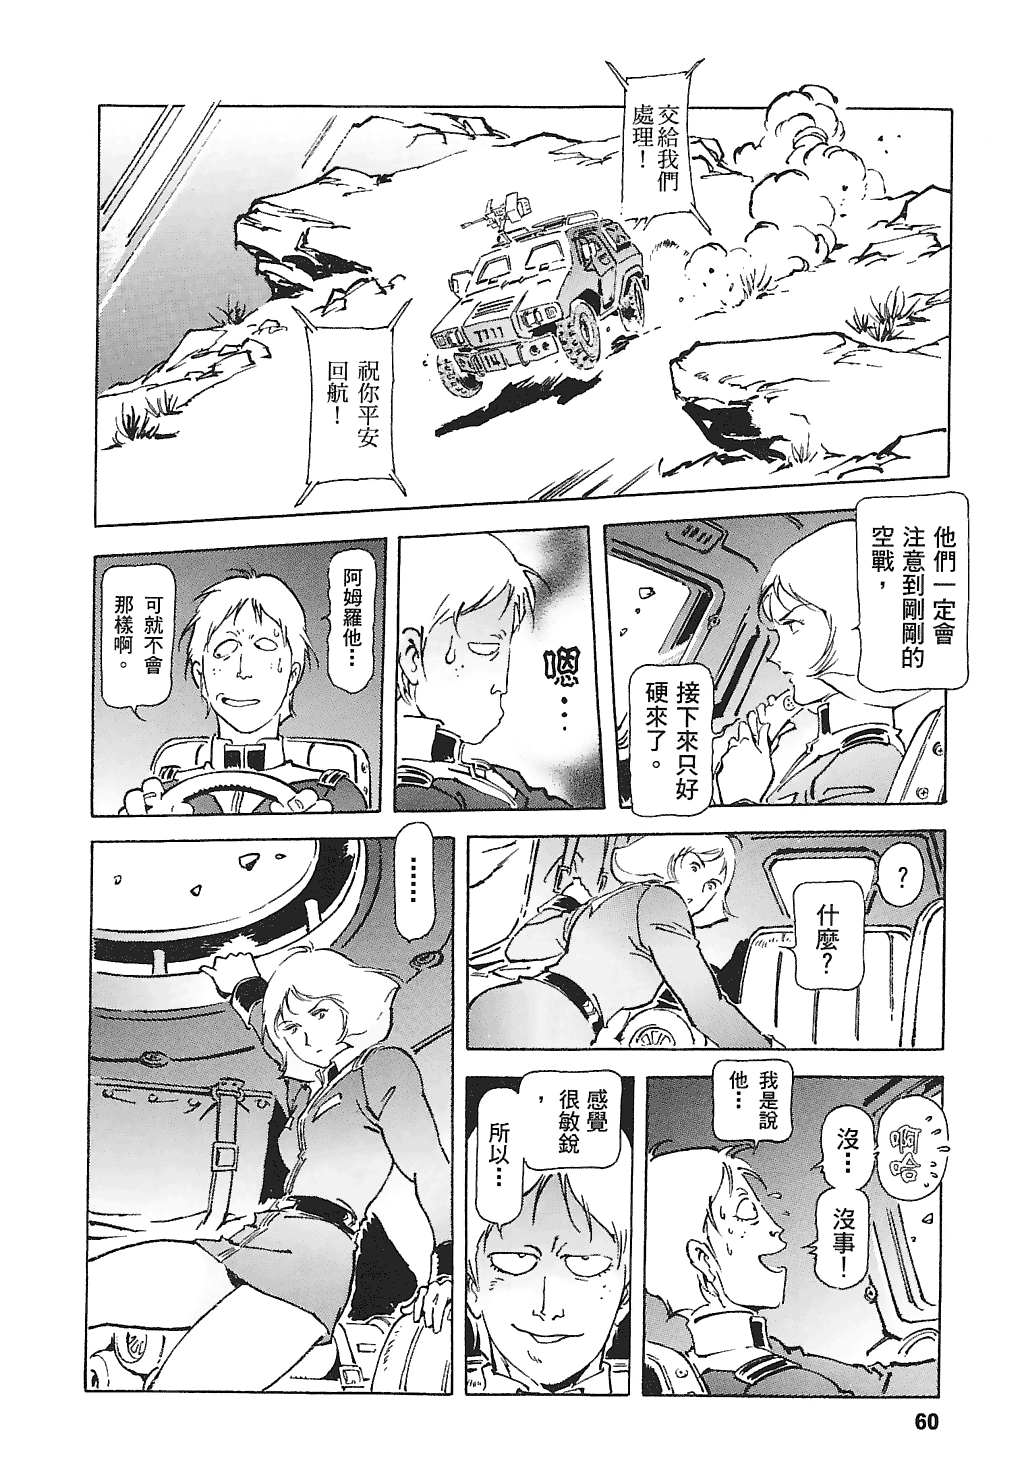 交給我們
處理！
祝你平安
回航！
他們一定會
注意到剛剛的
空戰，
接下來只好
硬來了。
嗯…
阿姆羅他…
可就不會
那樣啊。
？
什麼？
……
啊哈
沒…沒事！
我是說
他…
感覺
很敏銳
，
所以…
60